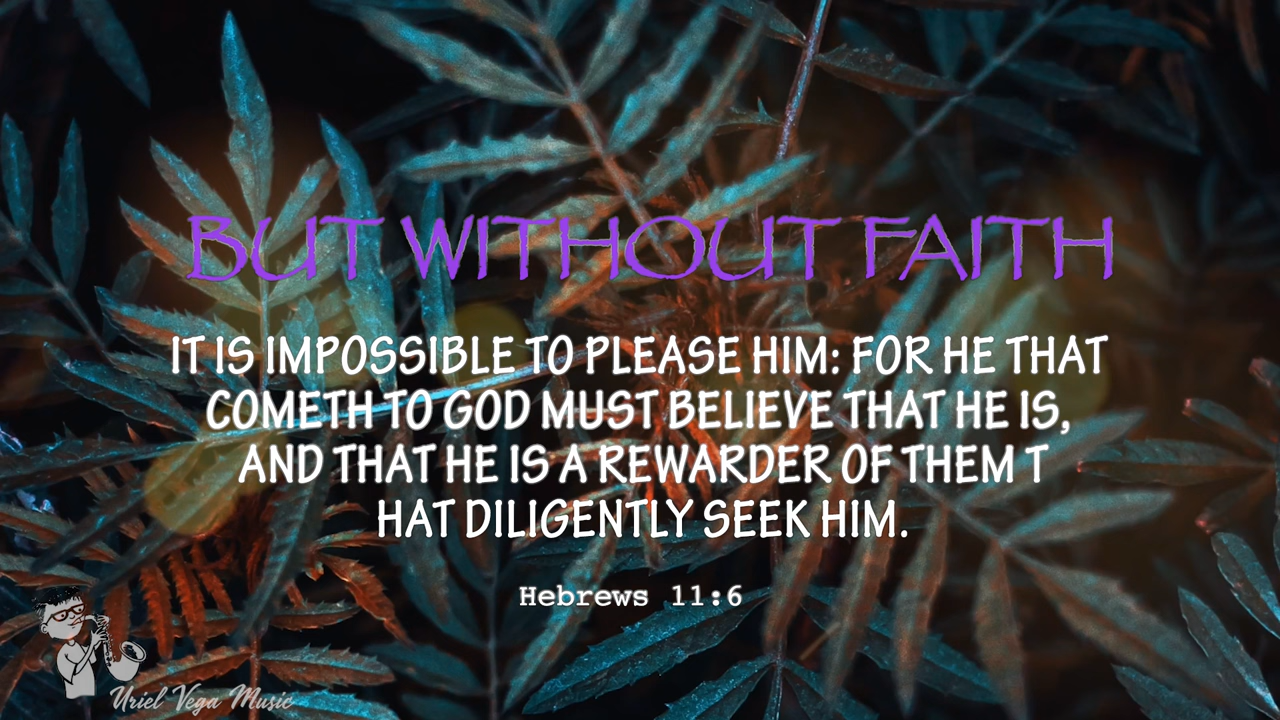 BUT WITHOUT FAITH
IT IS IMPOSSIBLE TO PLEASE HIM: FOR HE THAT
COMETH TO GOD MUST BELIEVE THAT HE IS,
AND THAT HE IS A REWARDER OF THEM T
HAT DILIGENTLY SEEK HIM.
Hebrews 11:6
Uriel Vega Music